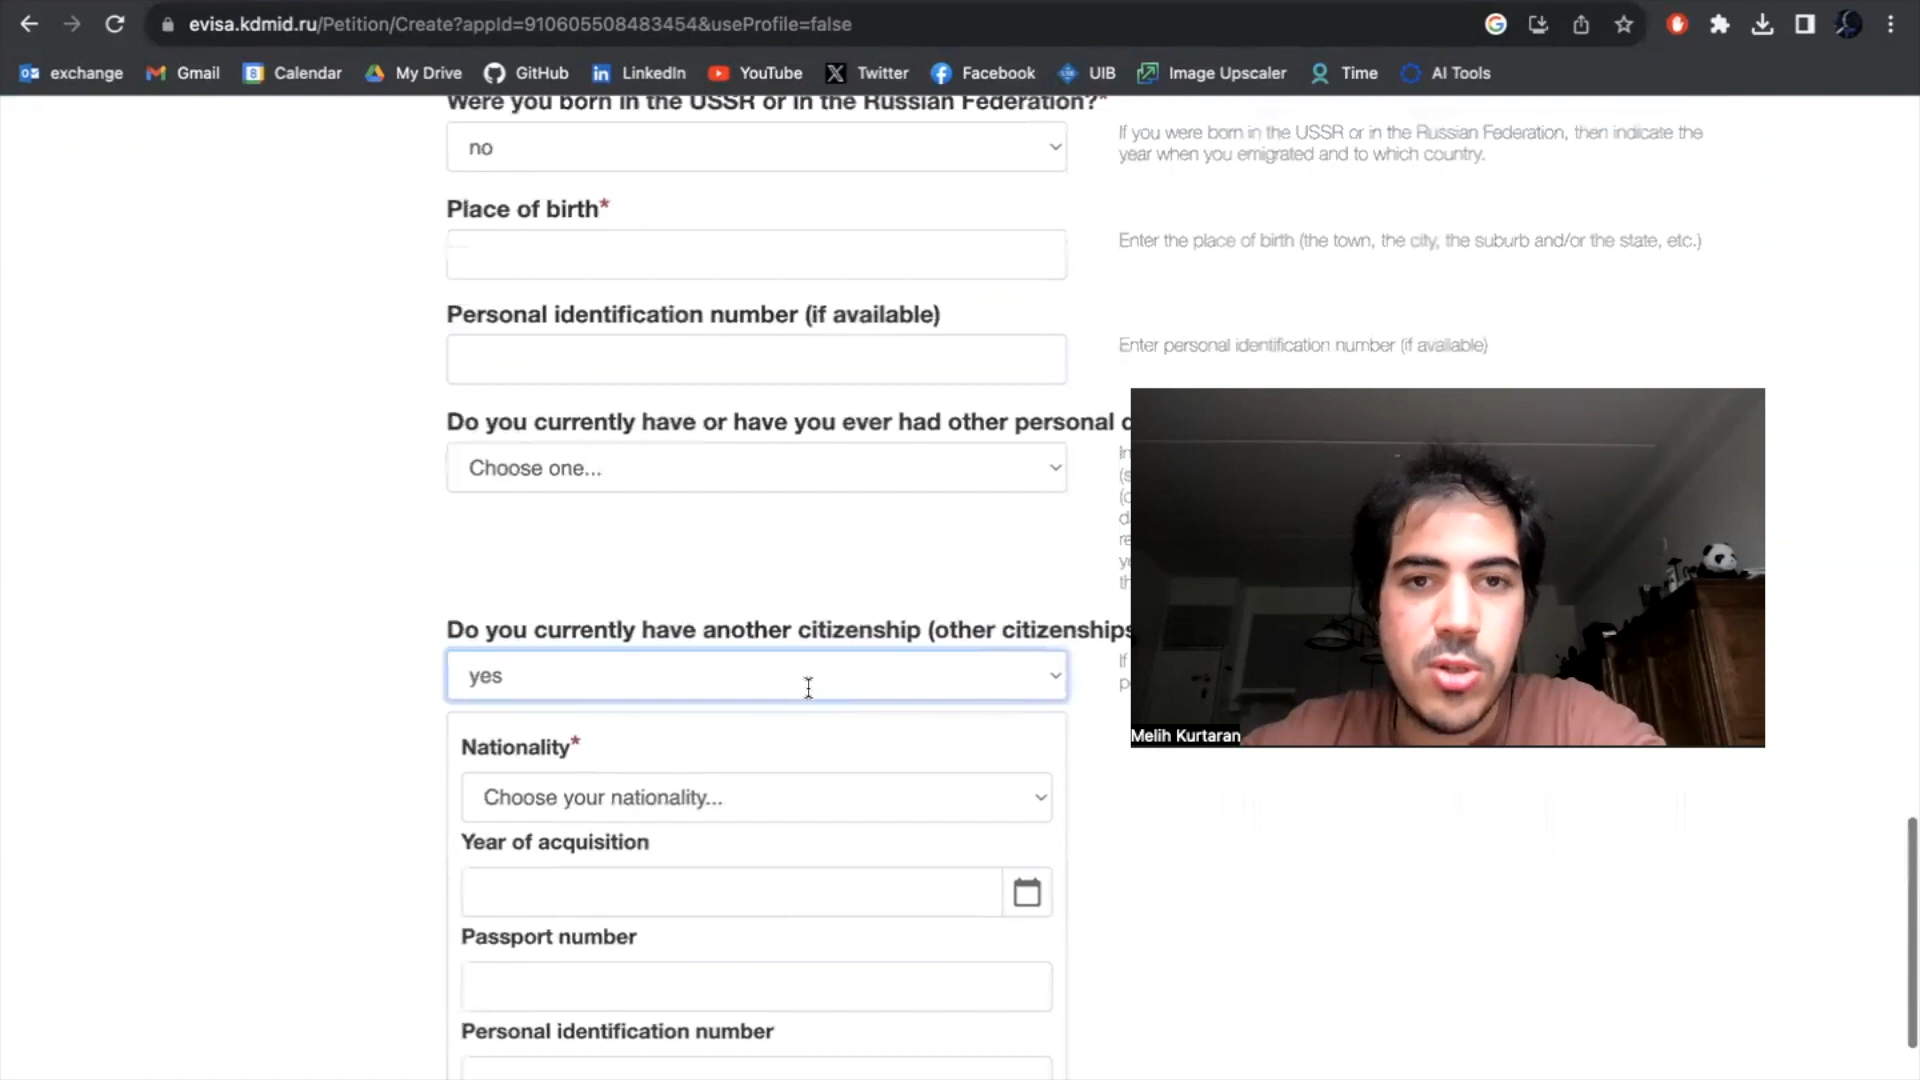 evisa.kdmid.ru/Petition/Create?appId=910605508483454&useProfile=false
exchange
Gmail
8
Calendar
My Drive
GitHub
LinkedIn
YouTube
Twitter
Facebook
UIB
Image Upscaler
Time
AI Tools
Were you born in the USSR or in the Russian Federation?*
no
If you were born in the USSR or in the Russian Federation, then indicate the
year when you emigrated and to which country.
Place of birth*
Enter the place of birth (the town, the city, the suburb and/or the state, etc.)
Personal identification number (if available)
Enter personal identification number (if available)
Do you currently have or have you ever had other personal
Choose one...
Do you currently have another citizenship (other citizenships
yes
If
Nationality*
Choose your nationality...
Year of acquisition
Passport number
Personal identification number
Melih Kurtaran